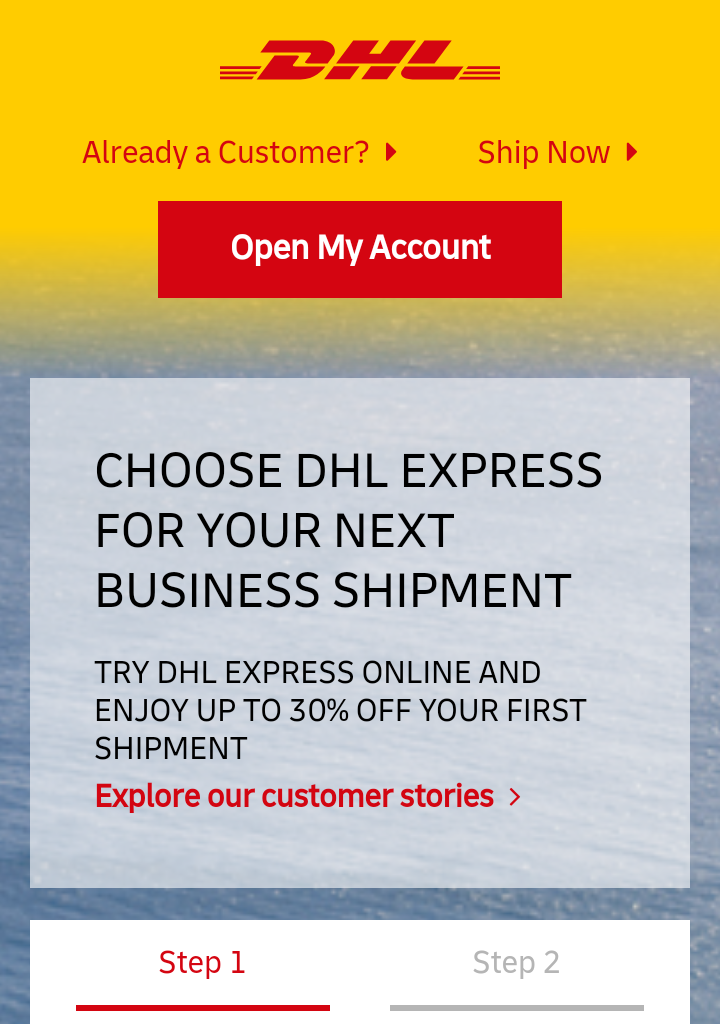 DHL
Already a Customer?
Ship Now
Open My Account
CHOOSE DHL EXPRESS
FOR YOUR NEXT
BUSINESS SHIPMENT
TRY DHL EXPRESS ONLINE AND
ENJOY UP TO 30% OFF YOUR FIRST
SHIPMENT
Explore our customer stories
Step 1
Step 2